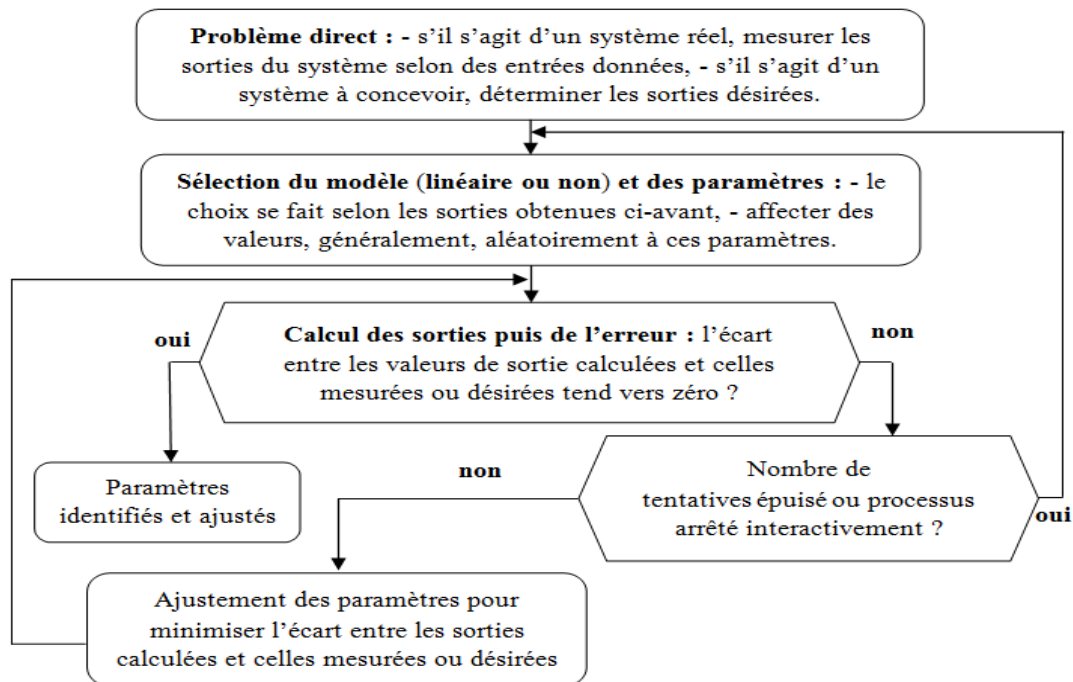 Problème direct : - s’il s’agit d’un système réel, mesurer les
sorties du système selon des entrées données, - s’il s’agit d’un
système à concevoir, déterminer les sorties désirées.
Sélection du modèle (linéaire ou non) et des paramètres : - le
choix se fait selon les sorties obtenues ci-avant, - affecter des
valeurs, généralement, aléatoirement à ces paramètres.
oui
Calcul des sorties puis de l’erreur : l’écart
entre les valeurs de sortie calculées et celles
mesurées ou désirées tend vers zéro ?
non
Paramètres
identifiés et ajustés
non
Nombre de
tentatives épuisé ou processus
arrêté interactivement ?
oui
Ajustement des paramètres pour
minimiser l’écart entre les sorties
calculées et celles mesurées ou désirées